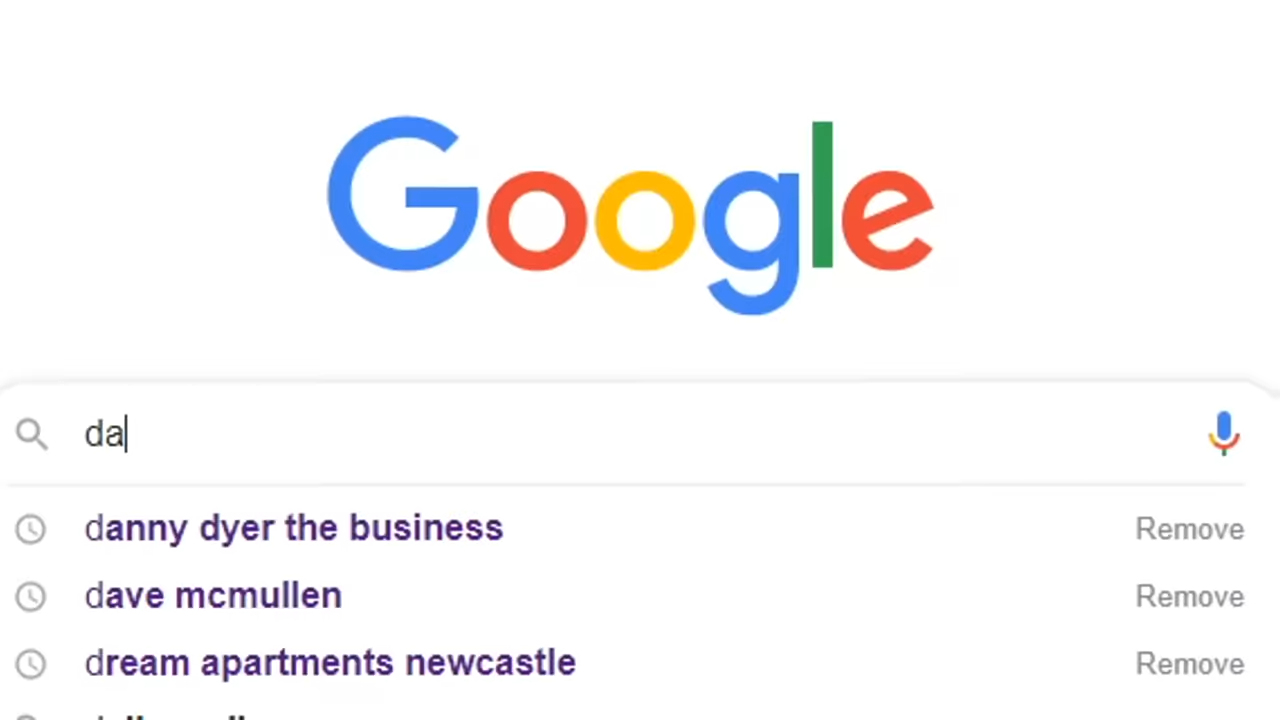 Google
da
danny dyer the business
Remove
dave mcmullen
Remove
dream apartments newcastle
Remove